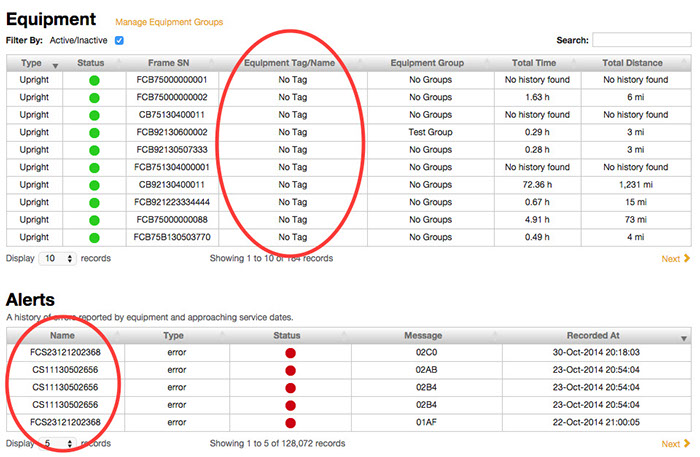 Equipment Manage Equipment Groups
Filter By: Active/Inactive Search:
Type Status Frame SN Equipment Tag/Name Equipment Group Total Time Total Distance
Upright FCB75000000001 No Tag No Groups No history found No history found
Upright FCB75000000002 No Tag No Groups 1.63 h 6 mi
Upright CB75130400011 No Tag No Groups No history found No history found
Upright FCB92130600002 No Tag Test Group 0.29 h 3 mi
Upright FCB92130507333 No Tag No Groups 0.28 h 3 mi
Upright FCB751304000001 No Tag No Groups No history found No history found
Upright CB92130400011 No Tag No Groups 72.36 h 1,231 mi
Upright FCB921223334444 No Tag No Groups 0.67 h 15 mi
Upright FCB75000000088 No Tag No Groups 4.91 h 73 mi
Upright FCB75B130503770 No Tag No Groups 0.49 h 4 mi
Display 10 records Showing 1 to 10 of 184 records Next
Alerts
A history of errors reported by equipment and approaching service dates.
Name Type Status Message Recorded At
FCS23121202368 error 02C0 30-Oct-2014 20:18:03
CS11130502656 error 02AB 23-Oct-2014 20:54:04
CS11130502656 error 02B4 23-Oct-2014 20:54:04
CS11130502656 error 02B4 23-Oct-2014 20:54:04
FCS23121202368 error 01AF 22-Oct-2014 21:00:05
Display 5 records Showing 1 to 5 of 128,072 records Next